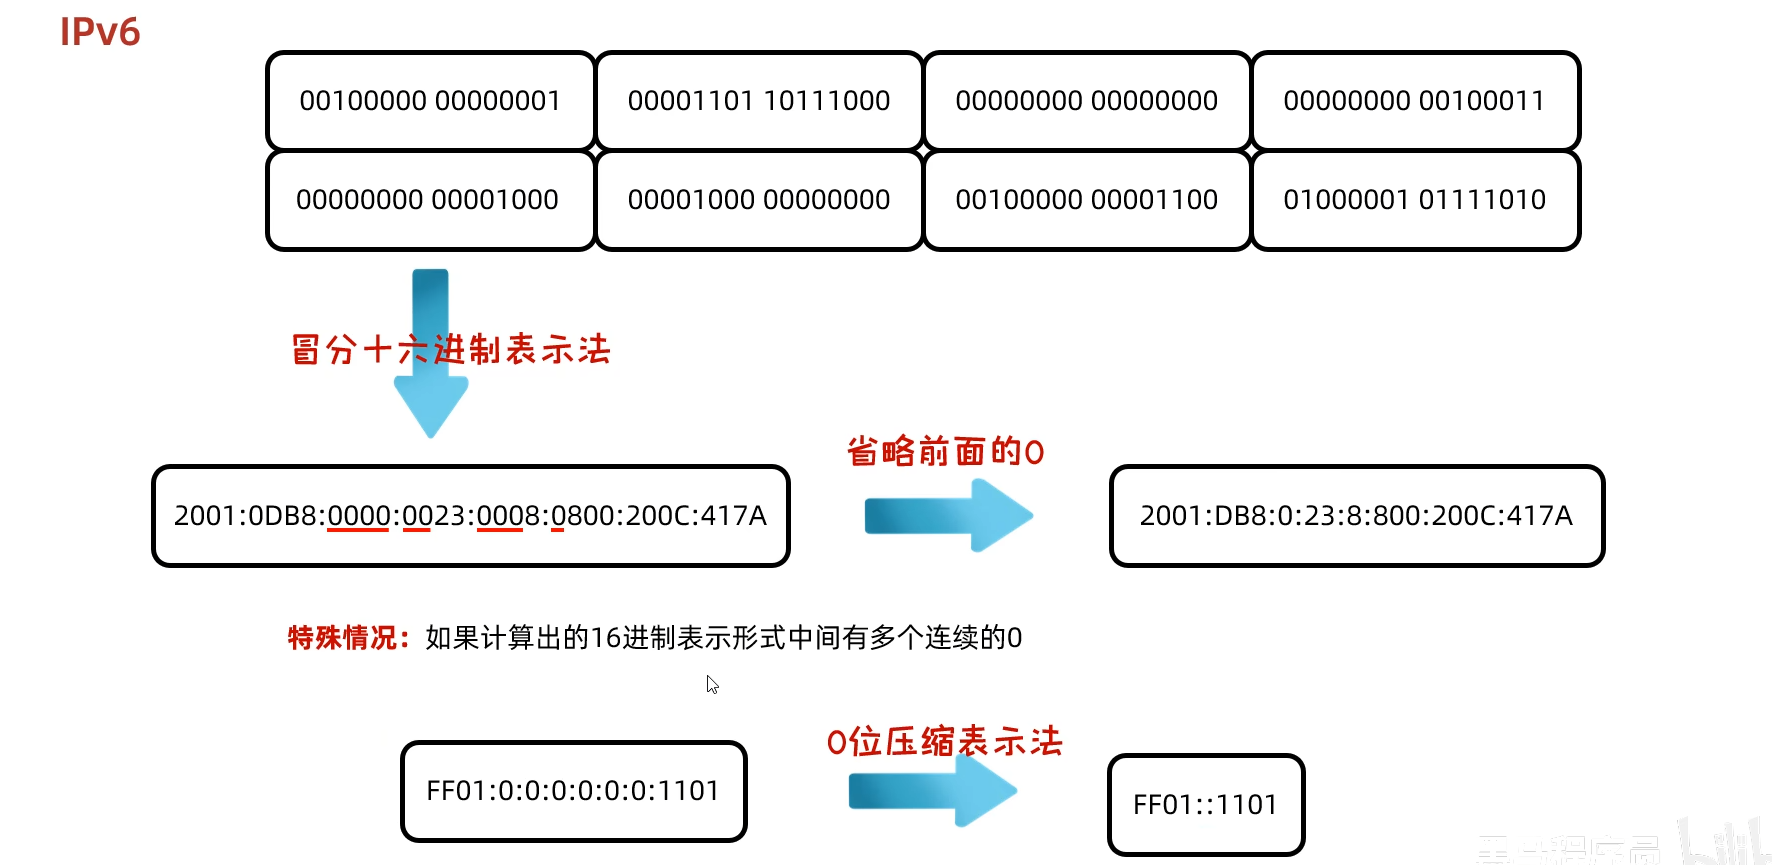 IPv6
00100000 00000001 00001101 10111000 00000000 00000000 00000000 00100011
00000000 00001000 00001000 00000000 00100000 00001100 01000001 01111010
冒分十六进制表示法
省略前面的0
2001:0DB8:0000:0023:0008:0800:200C:417A
2001:DB8:0:23:8:800:200C:417A
特殊情况：如果计算出的16进制表示形式中间有多个连续的0
0位压缩表示法
FF01:0:0:0:0:0:0:1101
FF01::1101